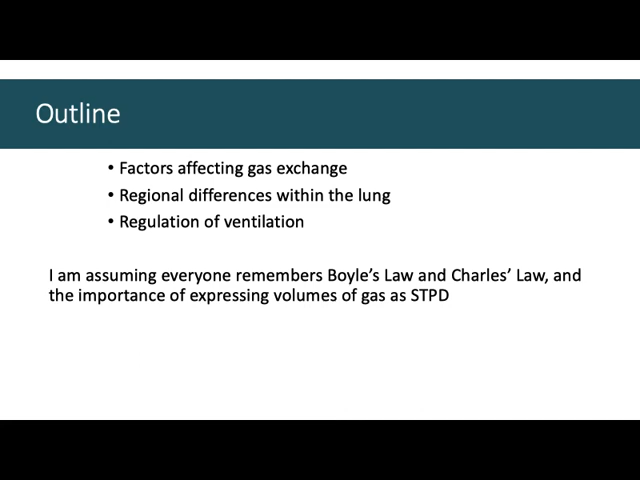 Outline
• Factors affecting gas exchange
• Regional differences within the lung
• Regulation of ventilation
I am assuming everyone remembers Boyle’s Law and Charles’ Law, and
the importance of expressing volumes of gas as STPD